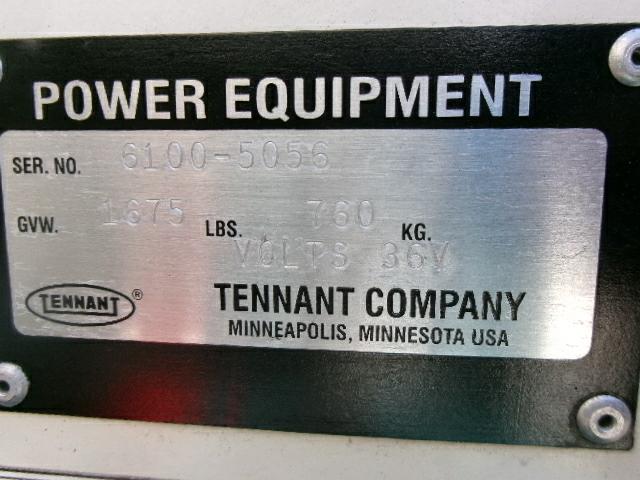 POWER EQUIPMENT
SER. NO. 6100-5056
GVW. 1675 LBS. 760 KG.
VOLTS 36V
TENNANT ® TENNANT COMPANY
MINNEAPOLIS, MINNESOTA USA